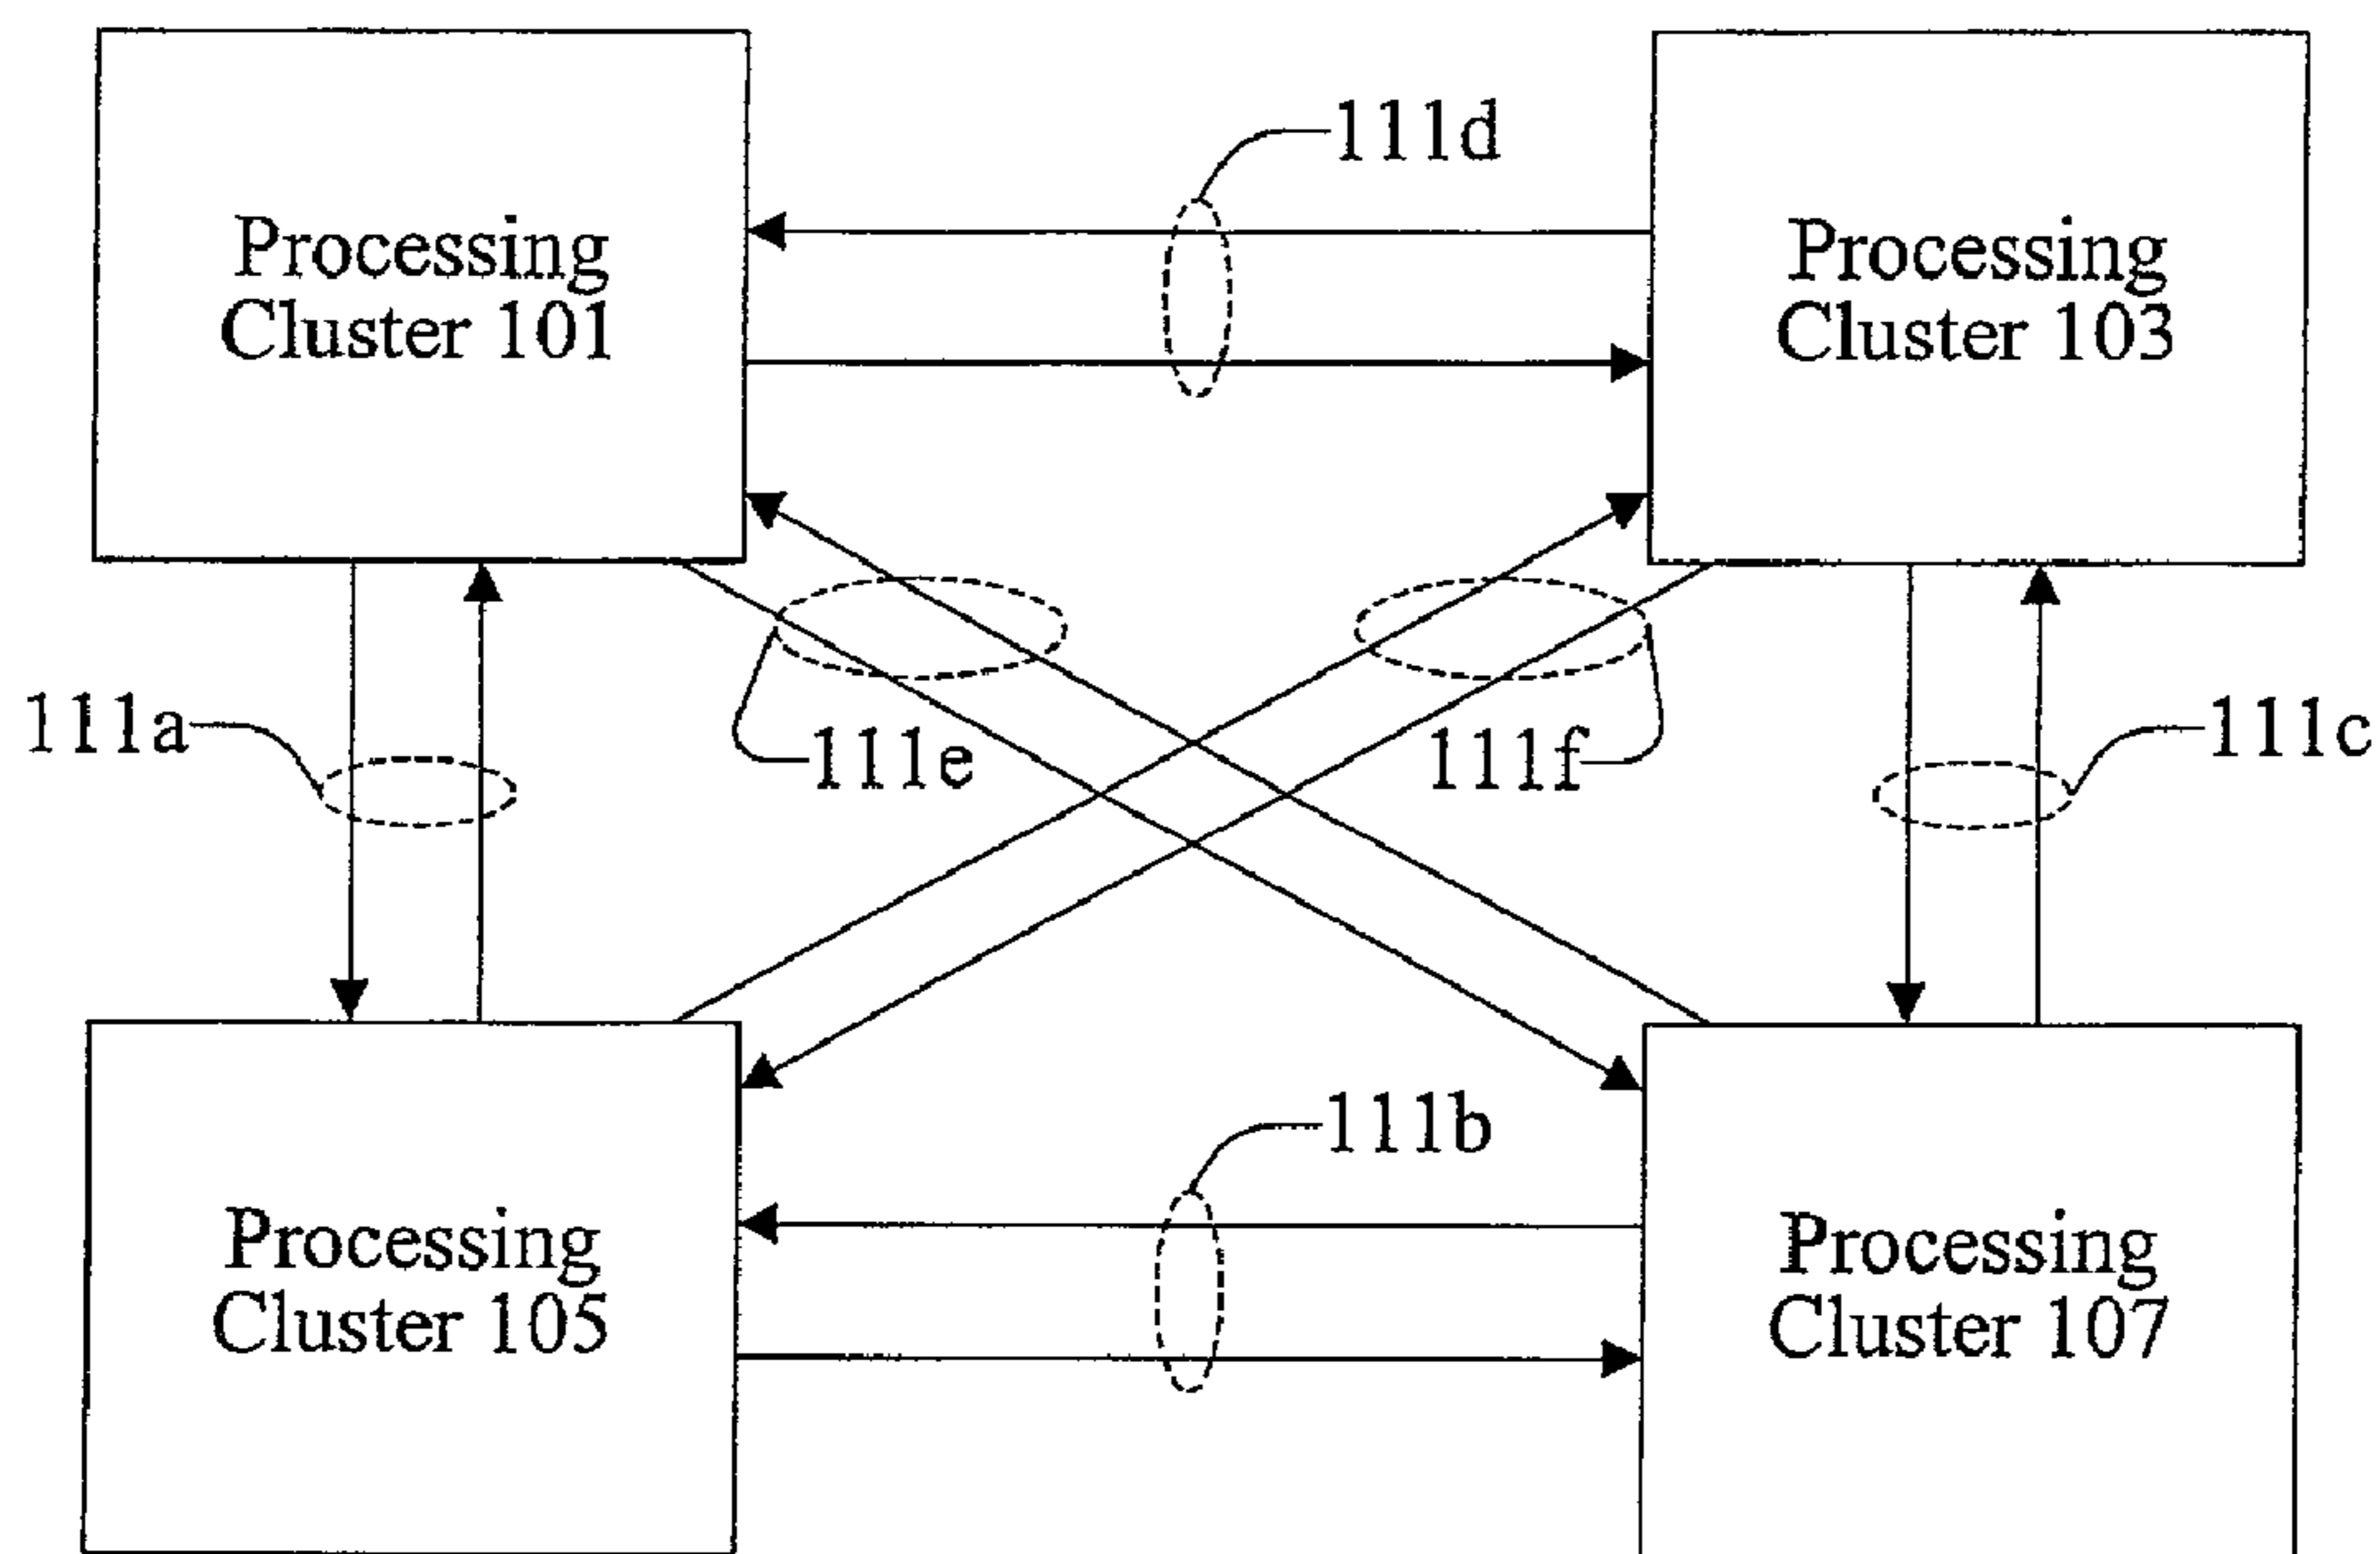 111d
Processing
Cluster 101
Processing
Cluster 103
111a
111e
111f
111c
111b
Processing
Cluster 105
Processing
Cluster 107